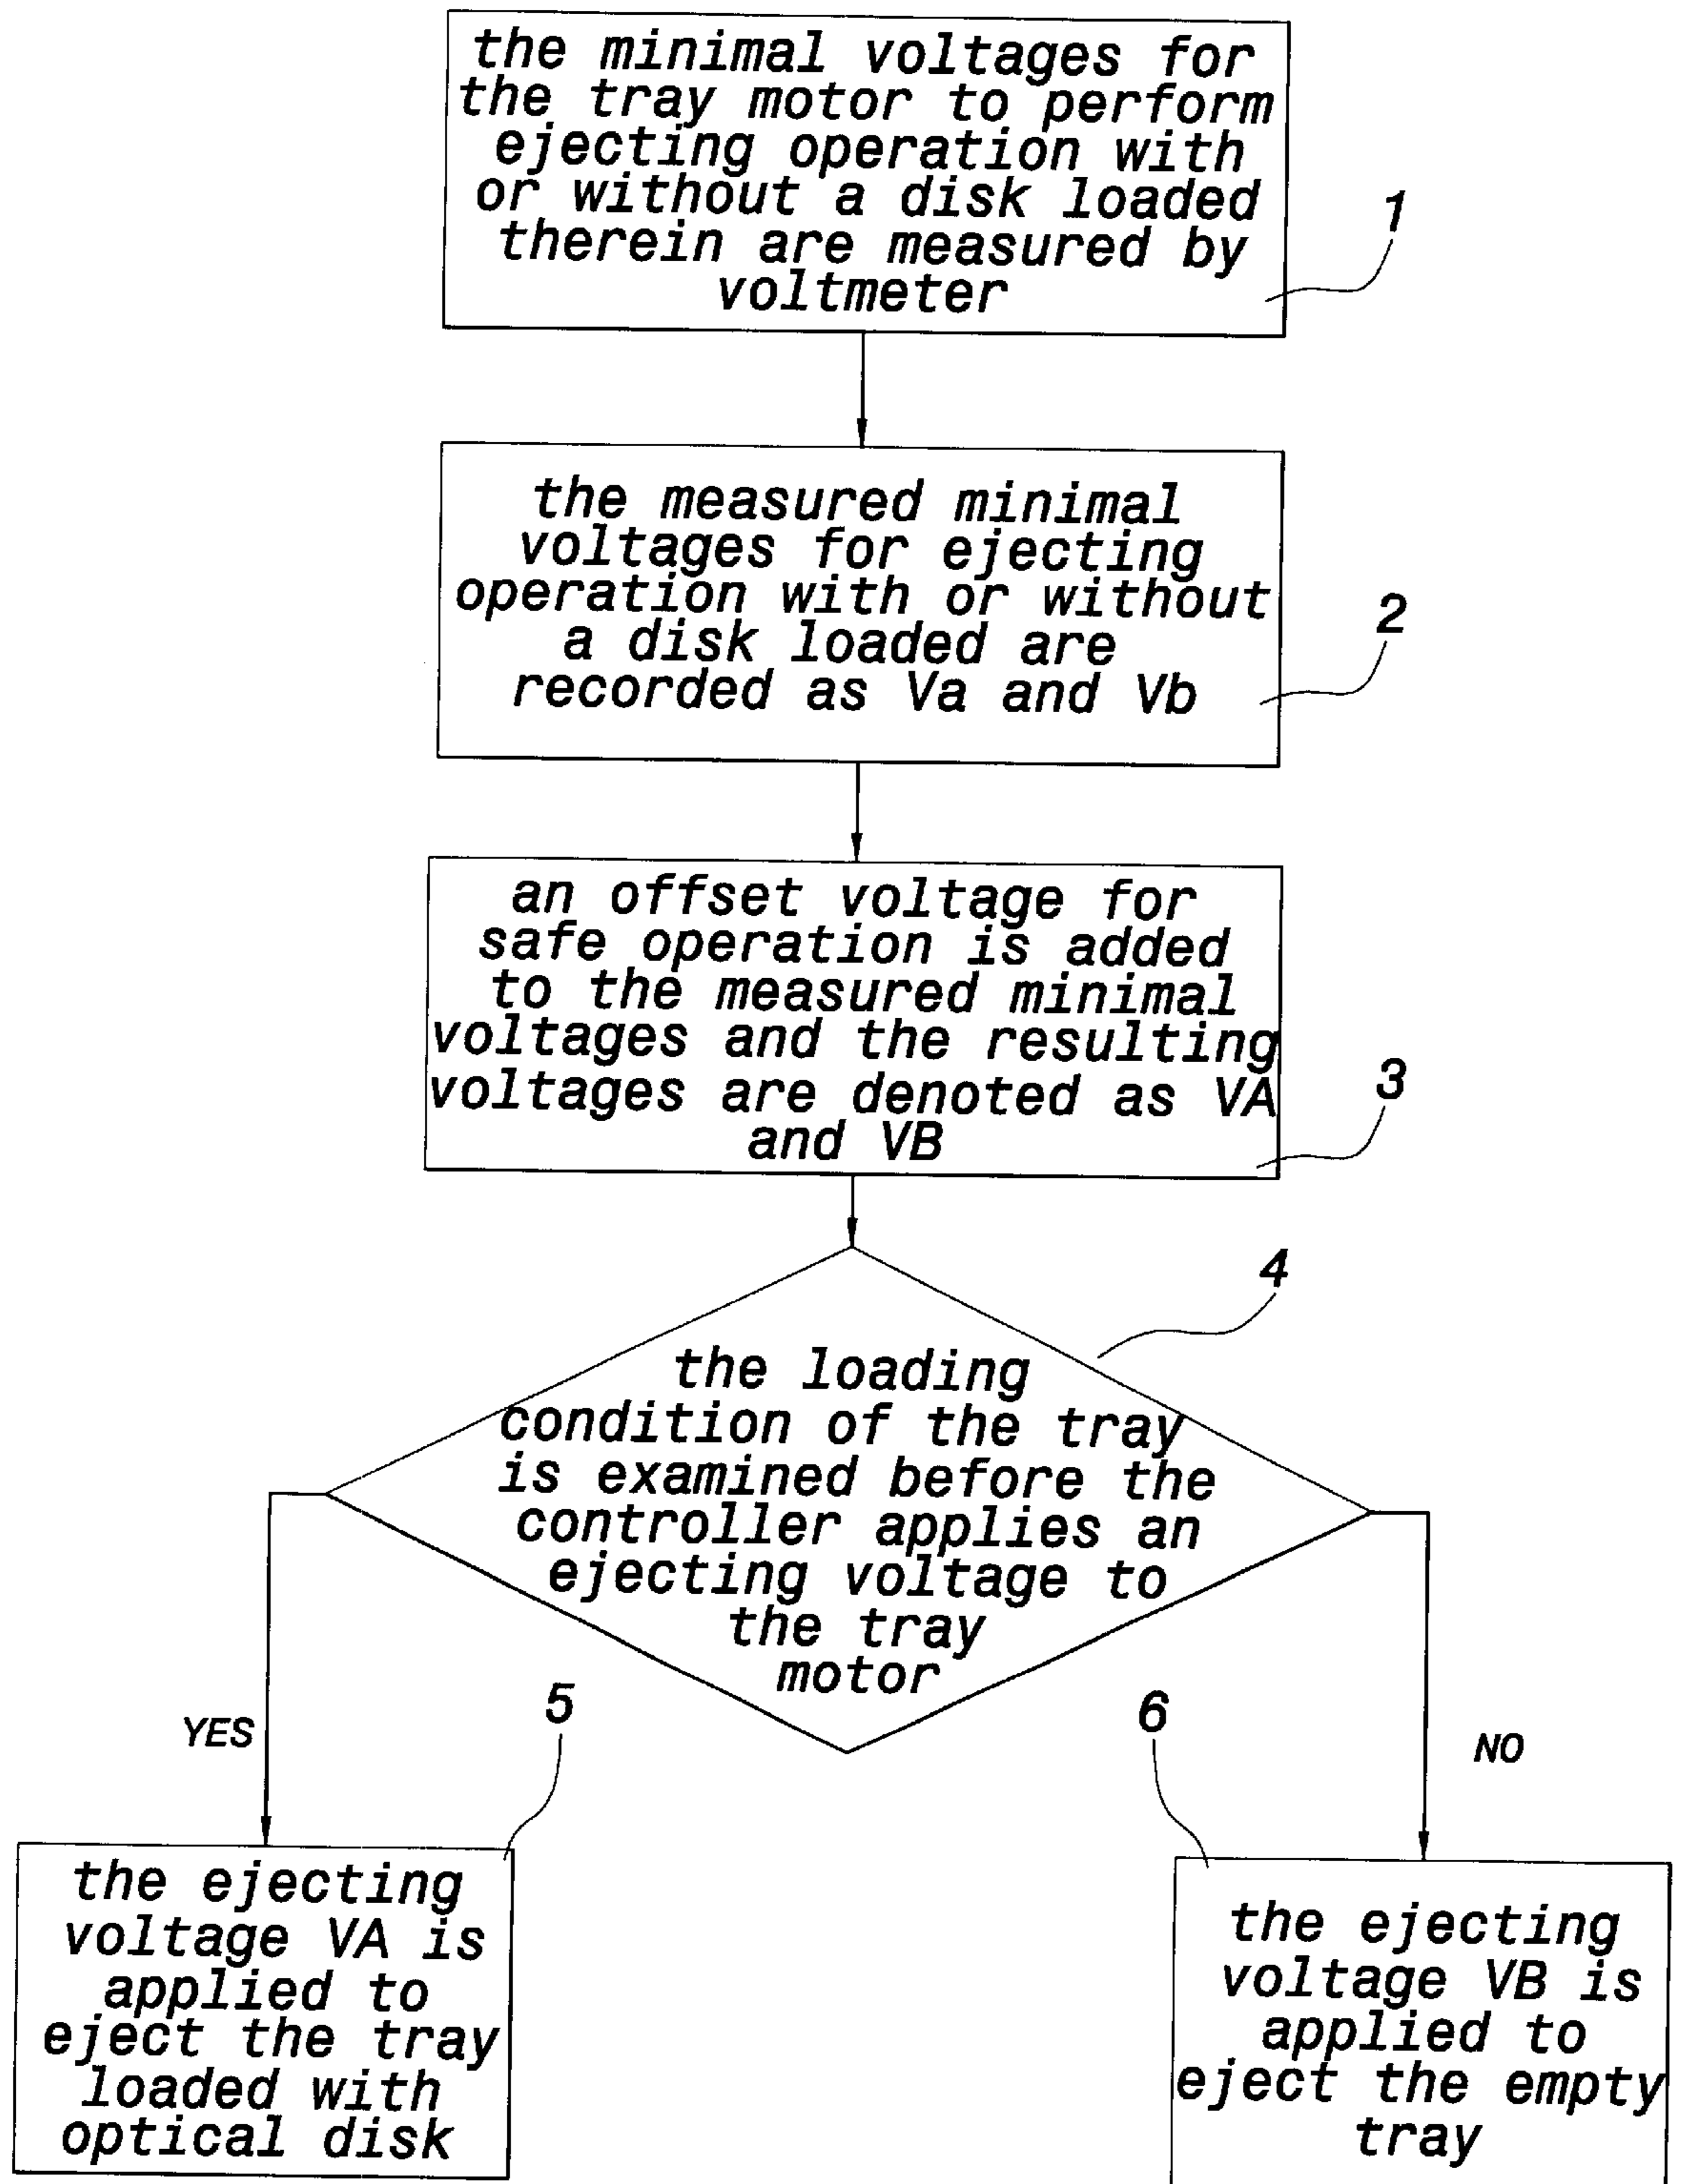 the minimal voltages for
the tray motor to perform
ejecting operation with
or without a disk loaded
therein are measured by
voltmeter
1
the measured minimal
voltages for ejecting
operation with or without
a disk loaded are
recorded as Va and Vb
2
an offset voltage for
safe operation is added
to the measured minimal
voltages and the resulting
voltages are denoted as VA
and VB
3
4
the loading
condition of the tray
is examined before the
controller applies an
ejecting voltage to
the tray
motor
YES
5
6
NO
the ejecting
voltage VA is
applied to
eject the tray
loaded with
optical disk
the ejecting
voltage VB is
applied to
eject the empty
tray